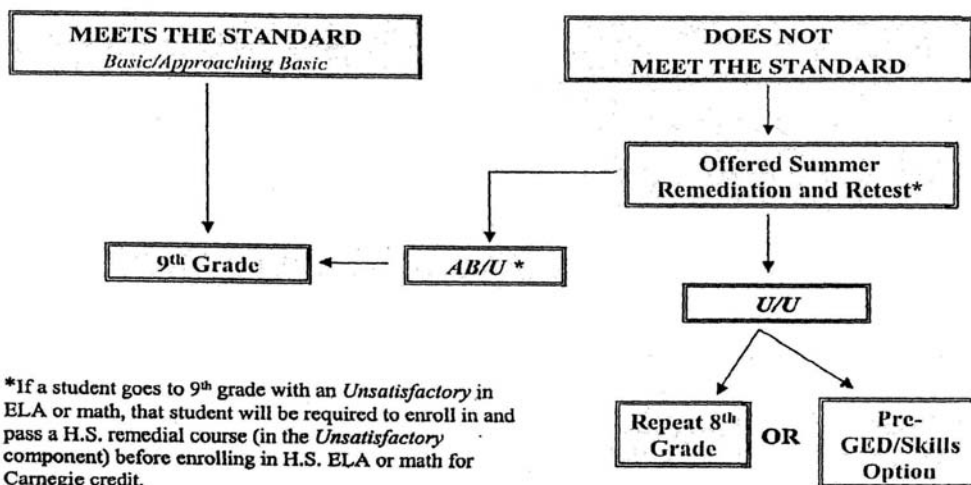 MEETS THE STANDARD
Basic/Approaching Basic
DOES NOT
MEET THE STANDARD
Offered Summer
Remediation and Retest*
9th Grade
AB/U *
U/U
Repeat 8th
Grade
OR
Pre-
GED/Skills
Option
*If a student goes to 9th grade with an Unsatisfactory in
ELA or math, that student will be required to enroll in and
pass a H.S. remedial course (in the Unsatisfactory
component) before enrolling in H.S. ELA or math for
Carnegie credit.